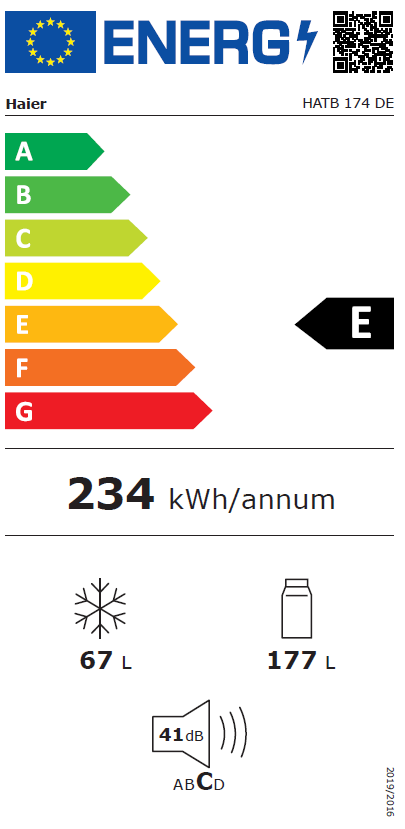 ENERG
Haier HATB 174 DE
A
B
C
D
E
E
F
G
234 kWh/annum
67 L 177 L
41dB
ABCD
2019/2016